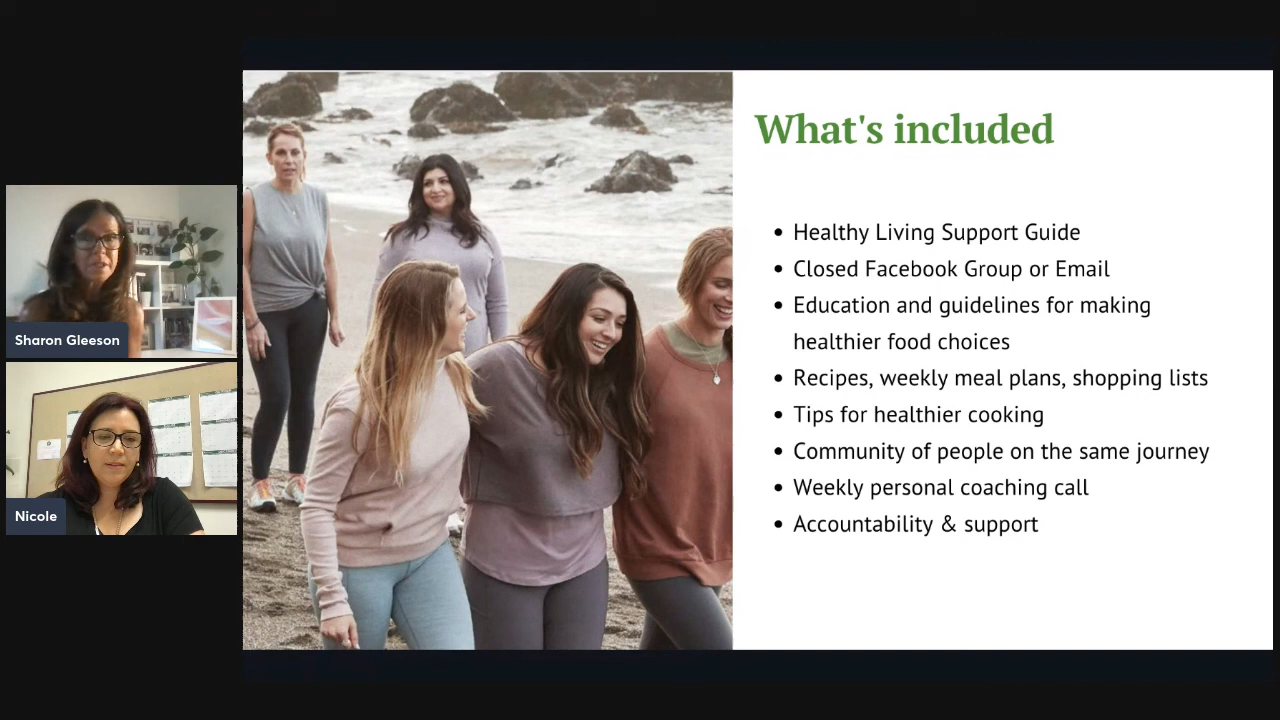 Sharon Gleeson
Nicole
What's included
• Healthy Living Support Guide
• Closed Facebook Group or Email
• Education and guidelines for making
healthier food choices
• Recipes, weekly meal plans, shopping lists
• Tips for healthier cooking
• Community of people on the same journey
• Weekly personal coaching call
• Accountability & support